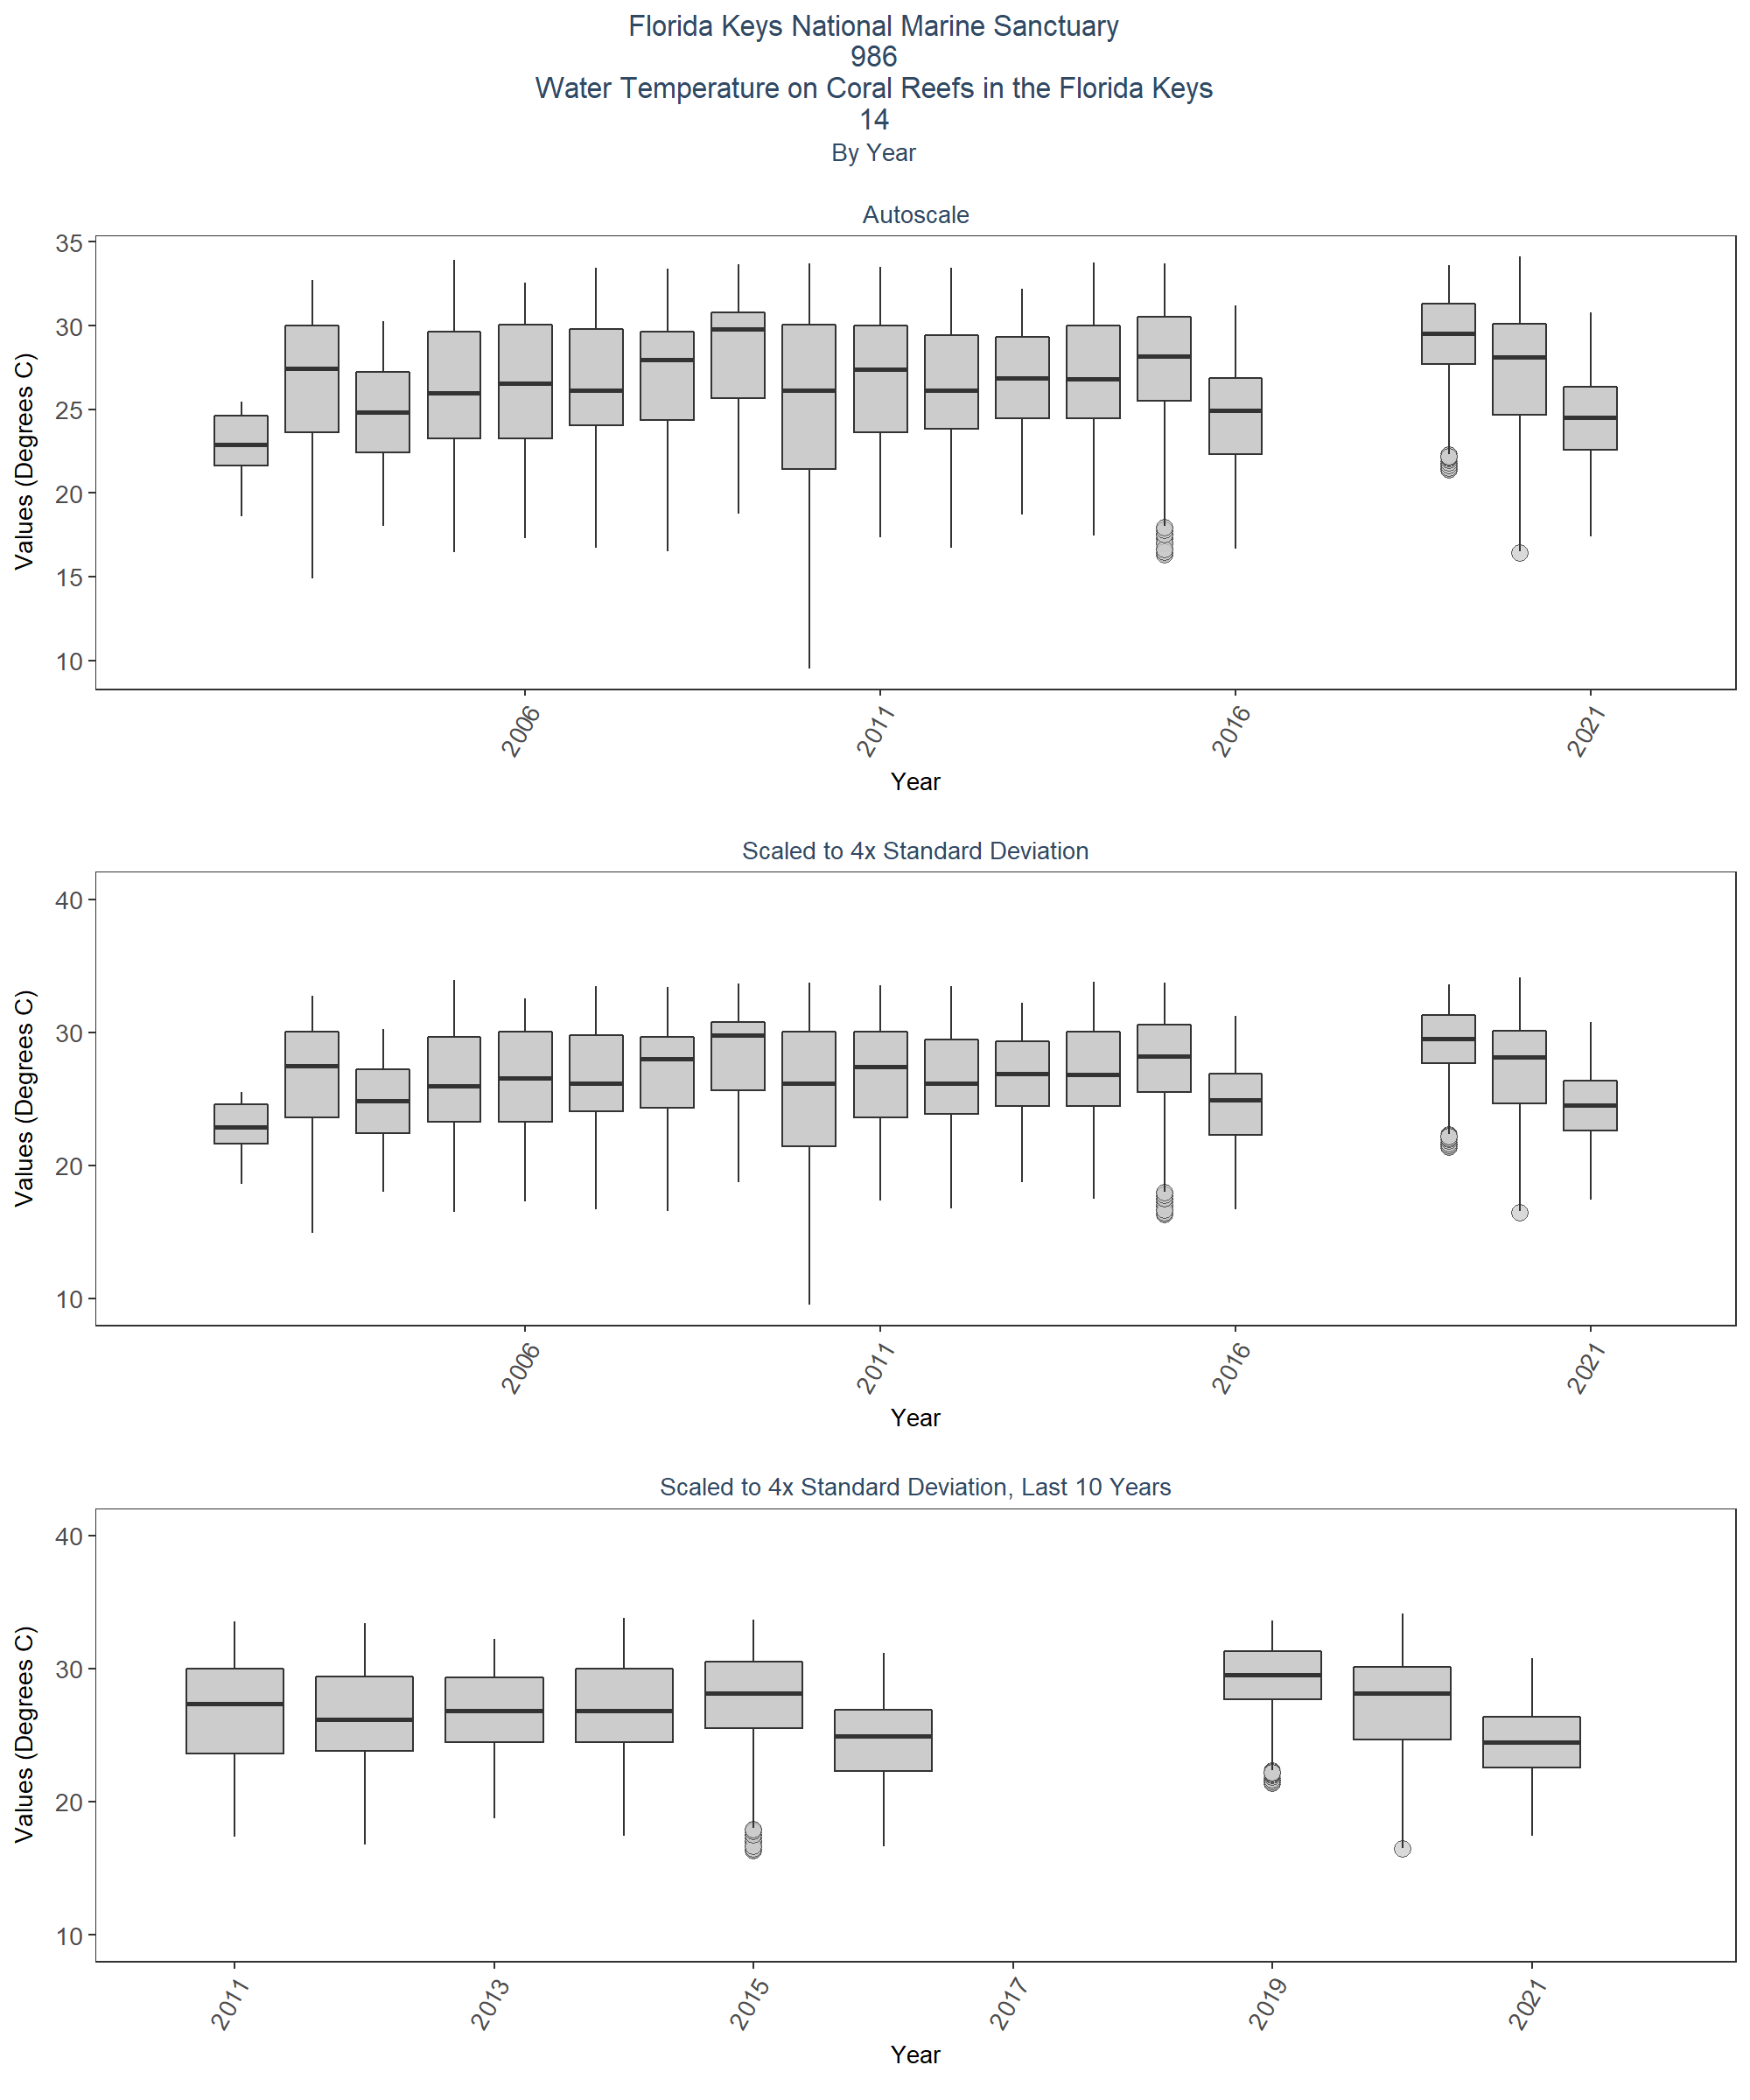 Florida Keys National Marine Sanctuary
986
Water Temperature on Coral Reefs in the Florida Keys
14
By Year
Autoscale
Values (Degrees C)
35
30
25
20
15
10
2006
2011
2016
2021
Year
Scaled to 4x Standard Deviation
Values (Degrees C)
40
30
20
10
2006
2011
2016
2021
Year
Scaled to 4x Standard Deviation, Last 10 Years
Values (Degrees C)
40
30
20
10
2011
2013
2015
2017
2019
2021
Year